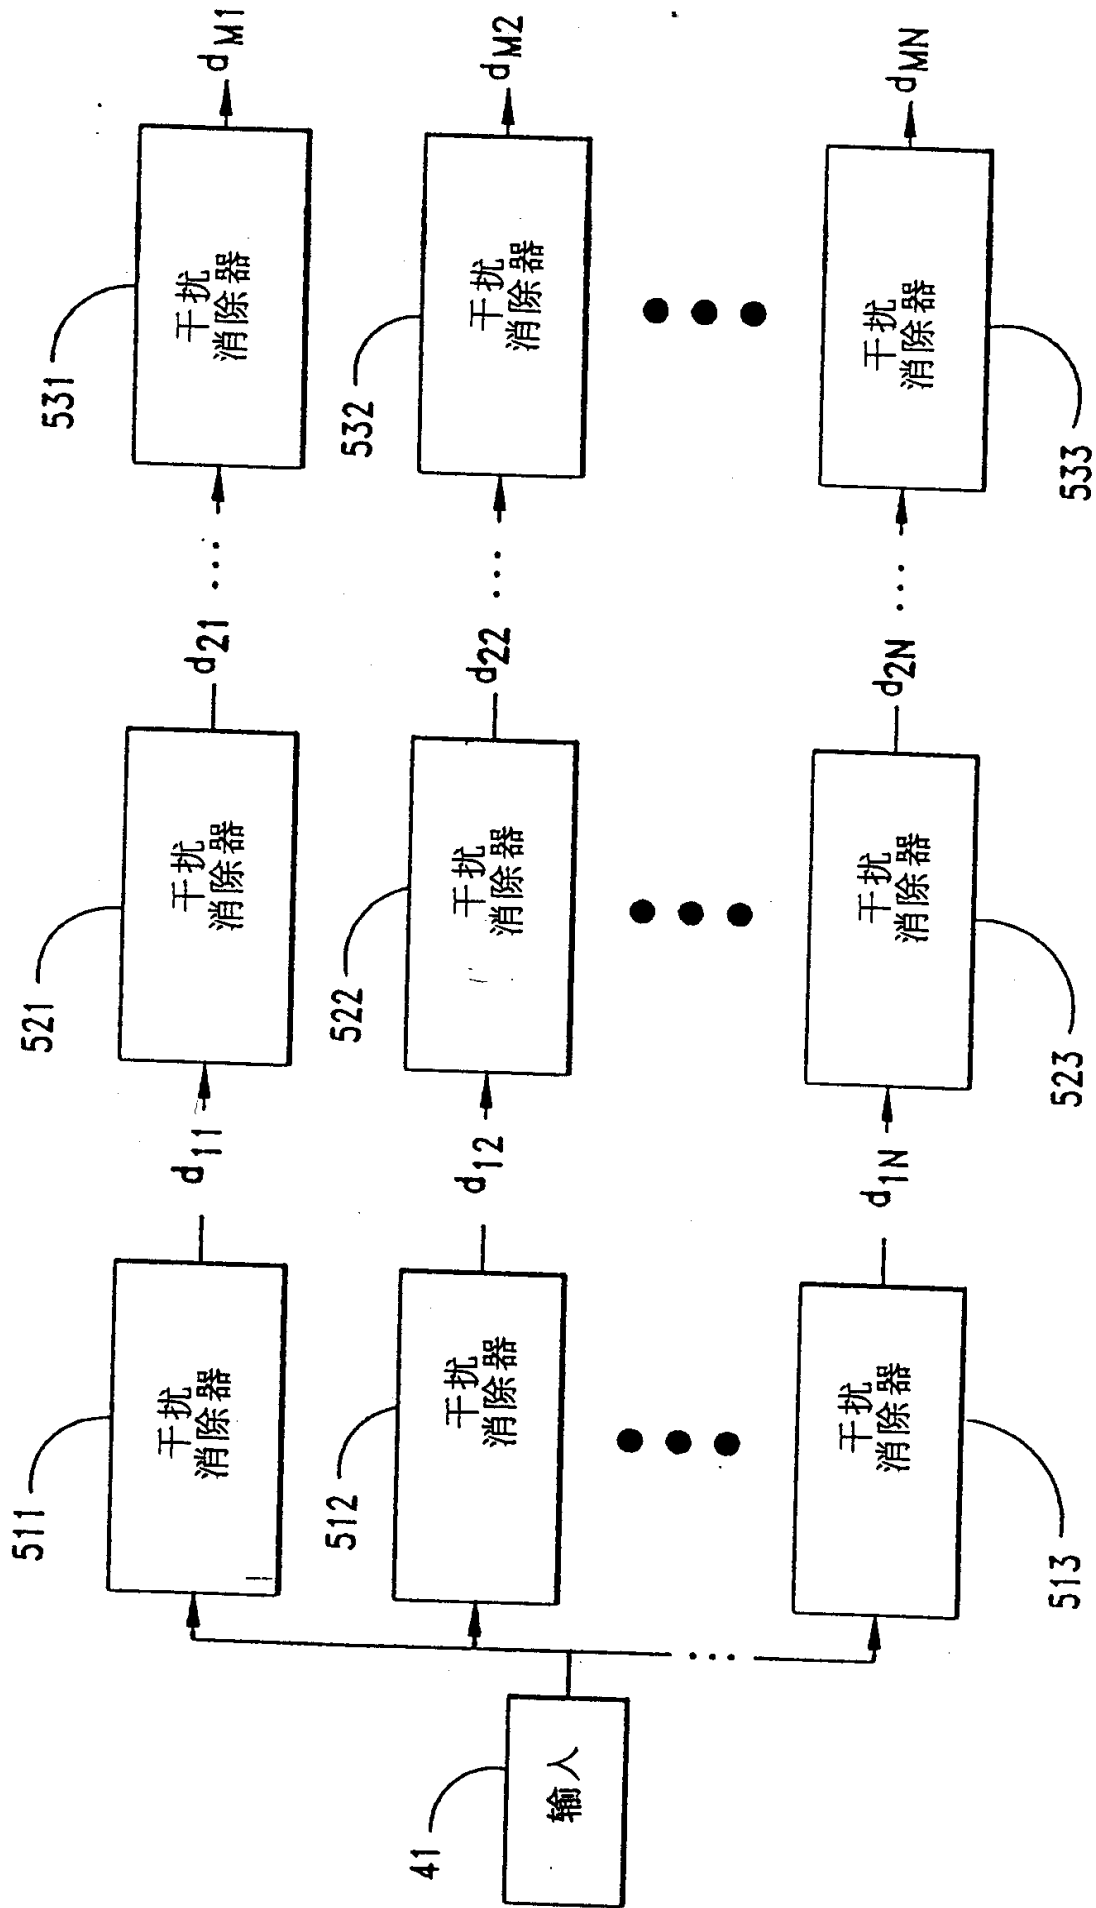 511
干扰
消除器
d11
521
干扰
消除器
d21 ...
531
干扰
消除器
dM1
41
输入
512
干扰
消除器
d12
522
干扰
消除器
d22 ...
532
干扰
消除器
dM2
...
513
干扰
消除器
d1N
523
干扰
消除器
d2N ...
533
干扰
消除器
dMN